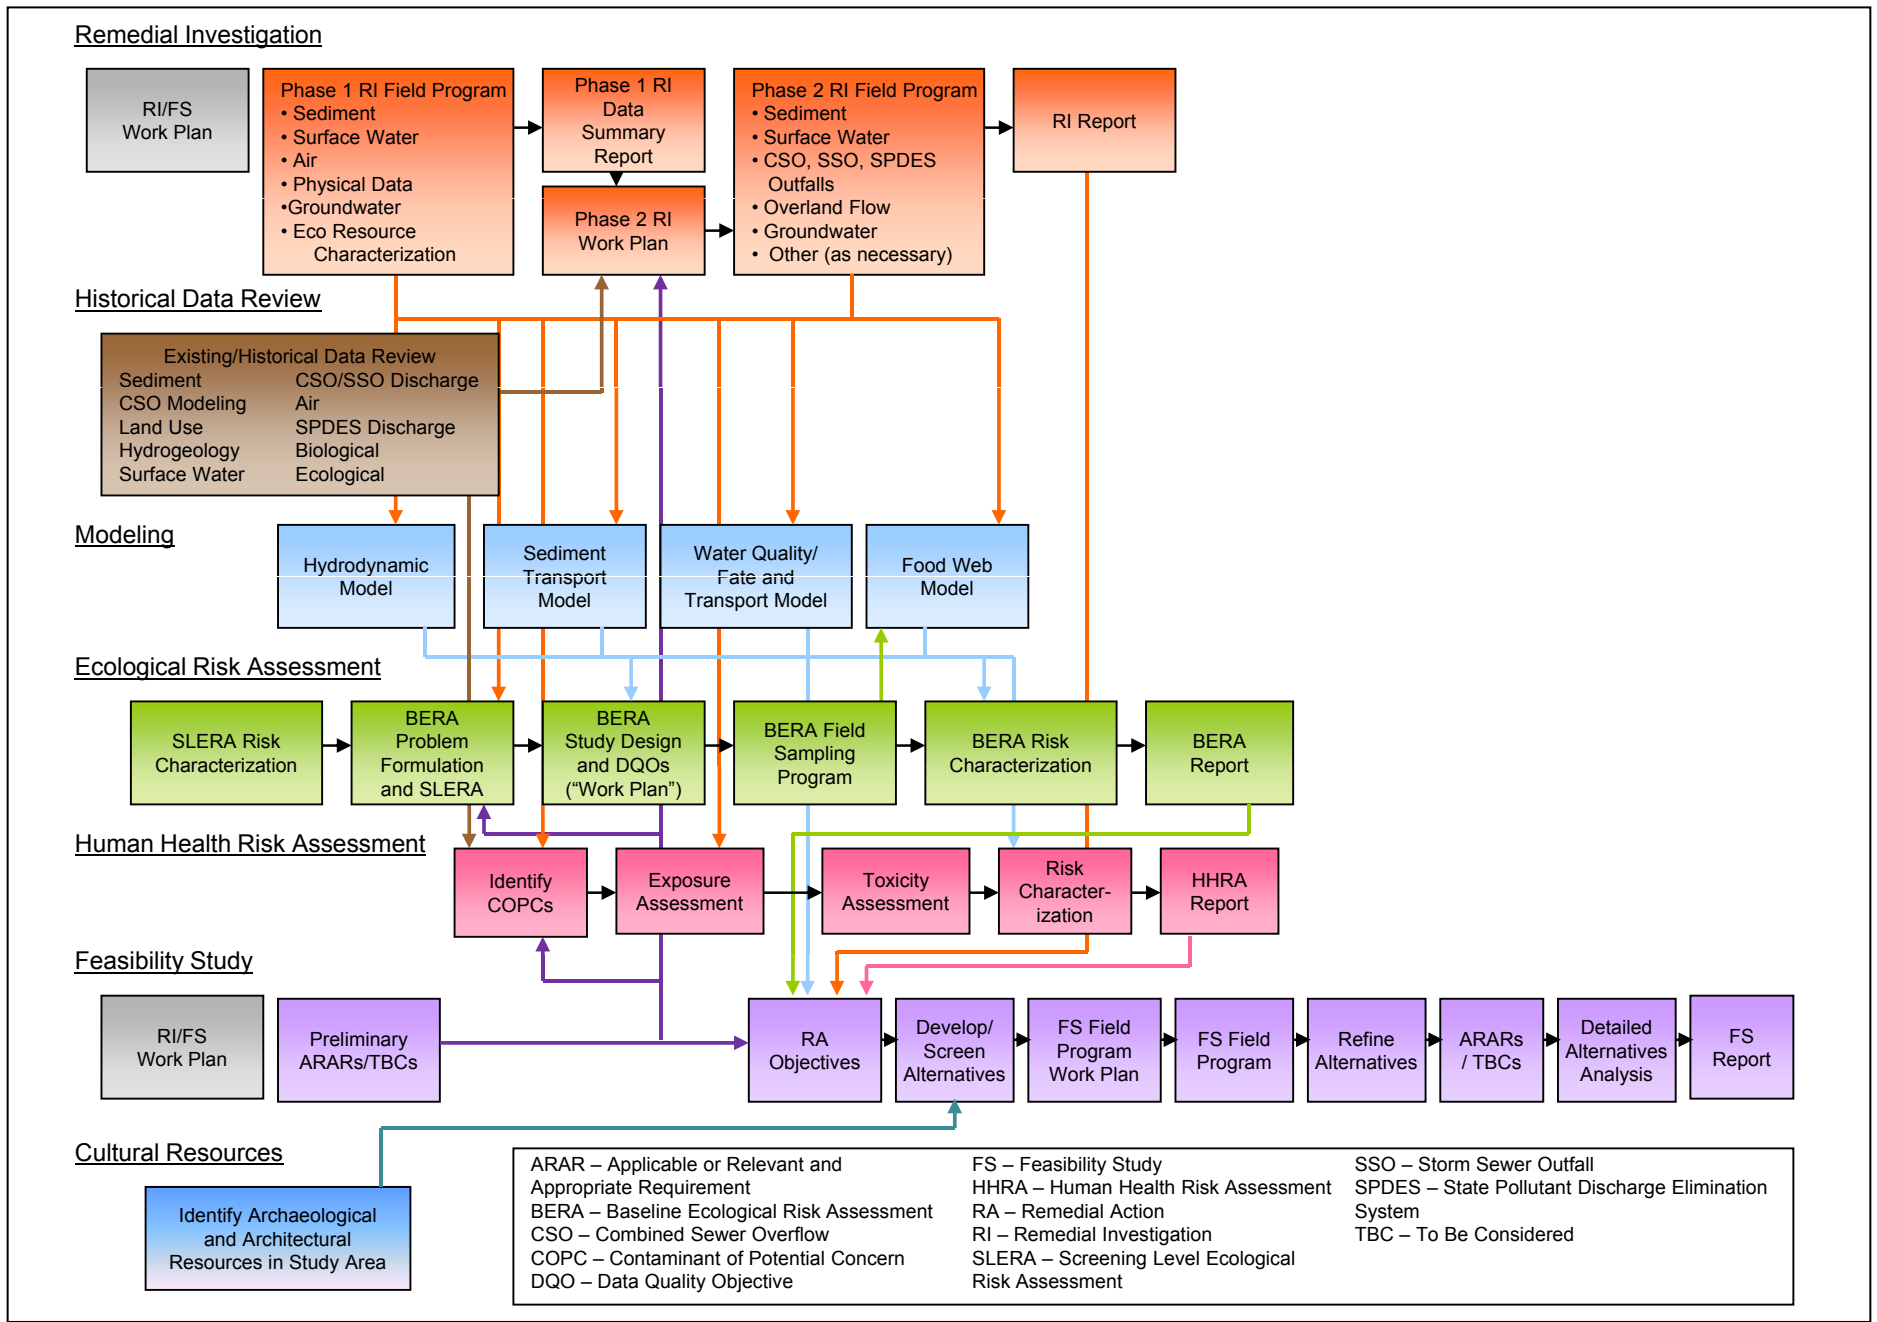 Remedial Investigation
RI/FS
Work Plan
Phase 1 RI Field Program
• Sediment
• Surface Water
• Air
• Physical Data
•Groundwater
• Eco Resource
Characterization
Phase 1 RI
Data
Summary
Report
Phase 2 RI
Work Plan
Phase 2 RI Field Program
• Sediment
• Surface Water
• CSO, SSO, SPDES
Outfalls
• Overland Flow
• Groundwater
• Other (as necessary)
RI Report
Historical Data Review
Existing/Historical Data Review
Sediment CSO/SSO Discharge
CSO Modeling Air
Land Use SPDES Discharge
Hydrogeology Biological
Surface Water Ecological
Modeling
Hydrodynamic
Model
Sediment
Transport
Model
Water Quality/
Fate and
Transport Model
Food Web
Model
Ecological Risk Assessment
SLERA Risk
Characterization
BERA
Problem
Formulation
and SLERA
BERA
Study Design
and DQOs
(“Work Plan”)
BERA Field
Sampling
Program
BERA Risk
Characterization
BERA
Report
Human Health Risk Assessment
Identify
COPCs
Exposure
Assessment
Toxicity
Assessment
Risk
Character-
ization
HHRA
Report
Feasibility Study
RI/FS
Work Plan
Preliminary
ARARs/TBCs
RA
Objectives
Develop/
Screen
Alternatives
FS Field
Program
Work Plan
FS Field
Program
Refine
Alternatives
ARARs
/ TBCs
Detailed
Alternatives
Analysis
FS
Report
Cultural Resources
Identify Archaeological
and Architectural
Resources in Study Area
ARAR – Applicable or Relevant and
Appropriate Requirement
BERA – Baseline Ecological Risk Assessment
CSO – Combined Sewer Overflow
COPC – Contaminant of Potential Concern
DQO – Data Quality Objective
FS – Feasibility Study
HHRA – Human Health Risk Assessment
RA – Remedial Action
RI – Remedial Investigation
SLERA – Screening Level Ecological
Risk Assessment
SSO – Storm Sewer Outfall
SPDES – State Pollutant Discharge Elimination
System
TBC – To Be Considered